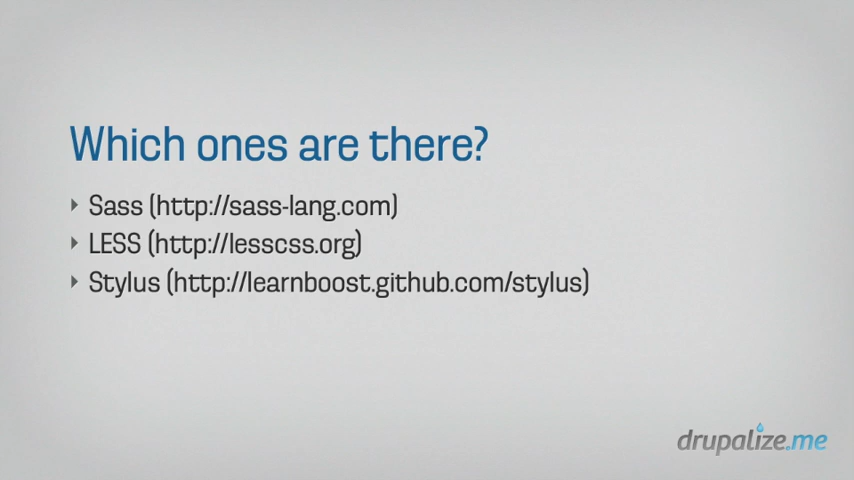 Which ones are there?
Sass (http://sass-lang.com)
LESS (http://lesscss.org)
Stylus (http://learnboost.github.com/stylus)
drupalize.me